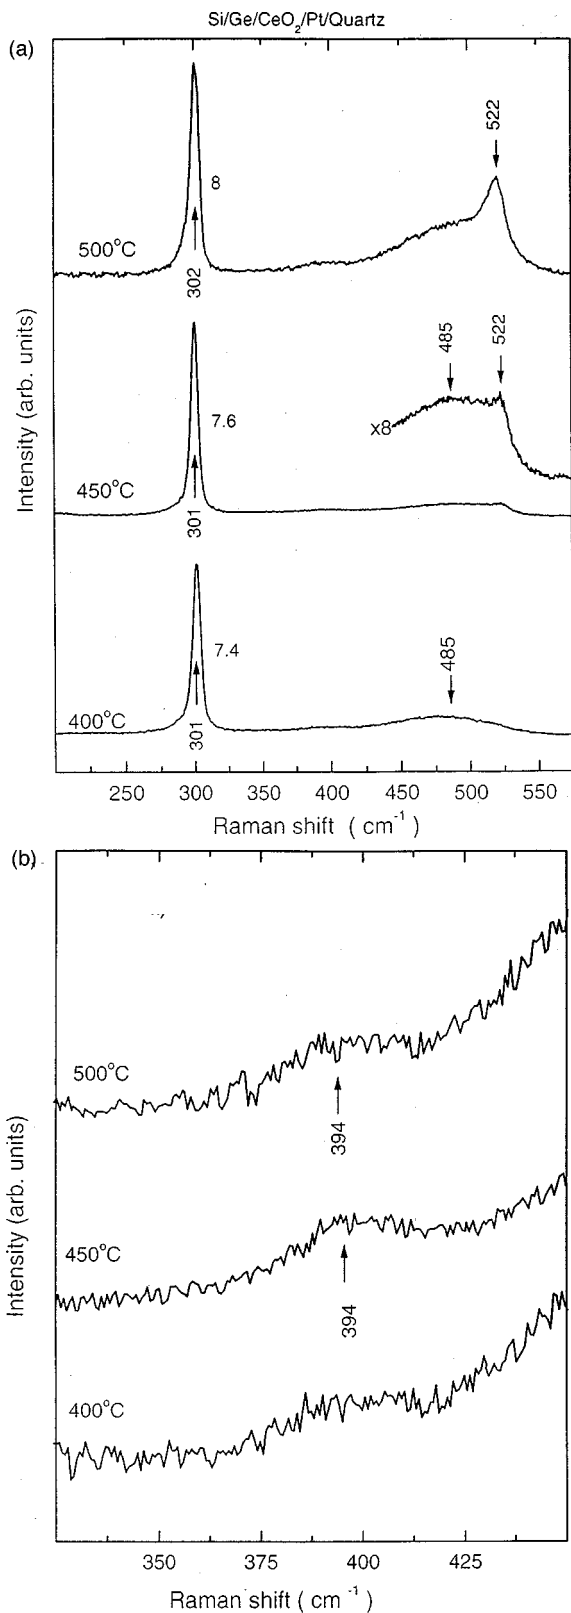 Si/Ge/CeO2/Pt/Quartz
(a)
522
8
500°C
302
485
522
x8
7.6
450°C
301
7.4
485
400°C
301
Intensity (arb. units)
250 300 350 400 450 500 550
Raman shift ( cm-1)
(b)
500°C
394
450°C
394
400°C
Intensity (arb. units)
350 375 400 425
Raman shift (cm -1)